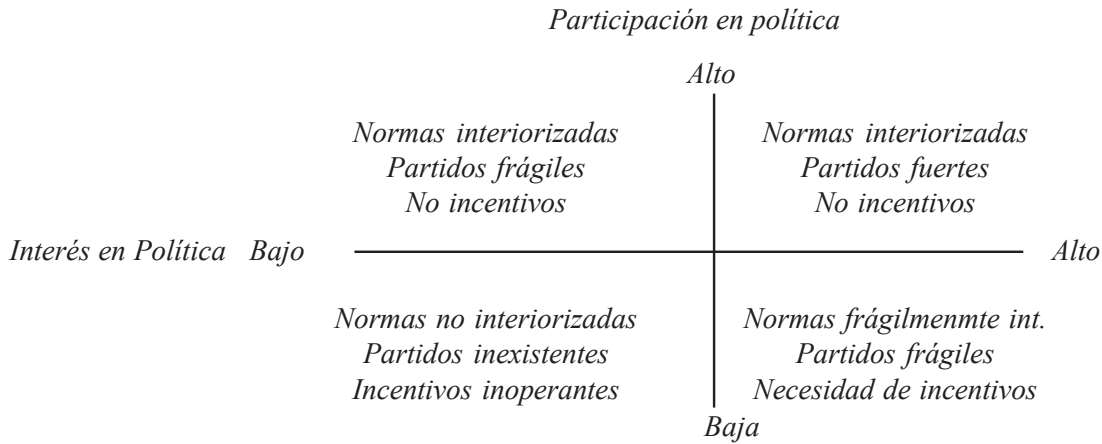 Participación en política
Alto
Normas interiorizadas
Partidos frágiles
No incentivos
Normas interiorizadas
Partidos fuertes
No incentivos
Interés en Política Bajo
Alto
Normas no interiorizadas
Partidos inexistentes
Incentivos inoperantes
Normas frágilmenmte int.
Partidos frágiles
Necesidad de incentivos
Baja